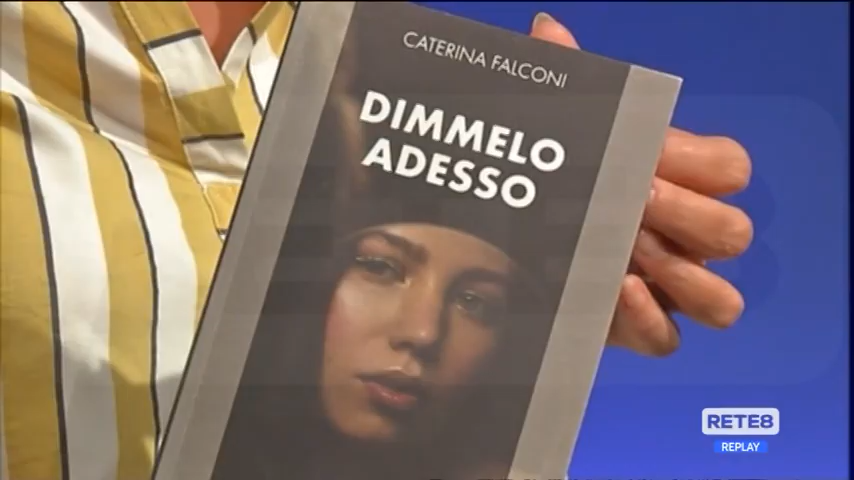 CATERINA FALCONI
DIMMELO
ADESSO
RETE8
REPLAY